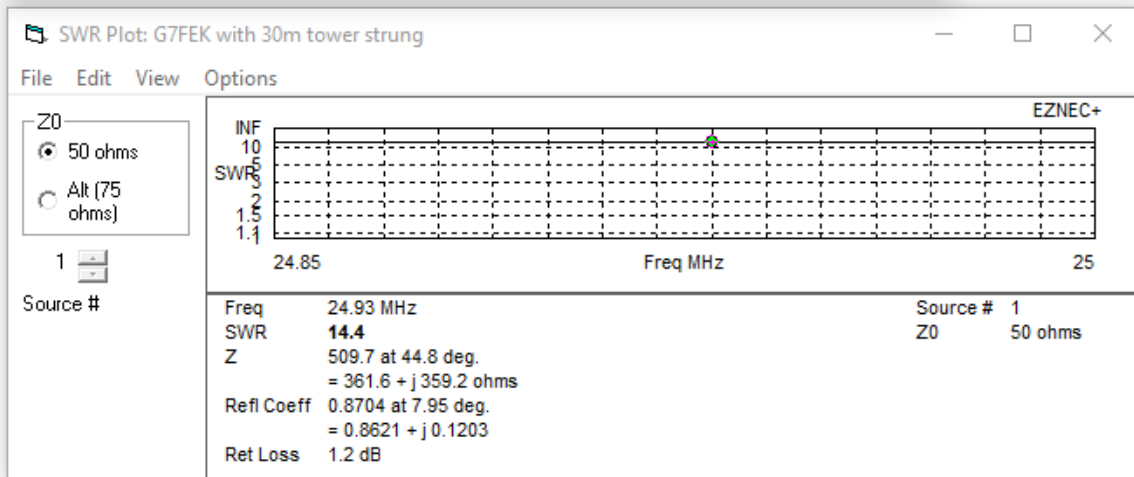 SWR Plot: G7FEK with 30m tower strung
File Edit View Options
Z0
50 ohms
Alt (75
ohms)
1
Source #
EZNEC+
INF
10
5
SWR
3
2
1.5
1.1
1
24.85 Freq MHz 25
Freq 24.93 MHz Source # 1
SWR 14.4 Z0 50 ohms
Z 509.7 at 44.8 deg.
= 361.6 + j 359.2 ohms
Refl Coeff 0.8704 at 7.95 deg.
= 0.8621 + j 0.1203
Ret Loss 1.2 dB